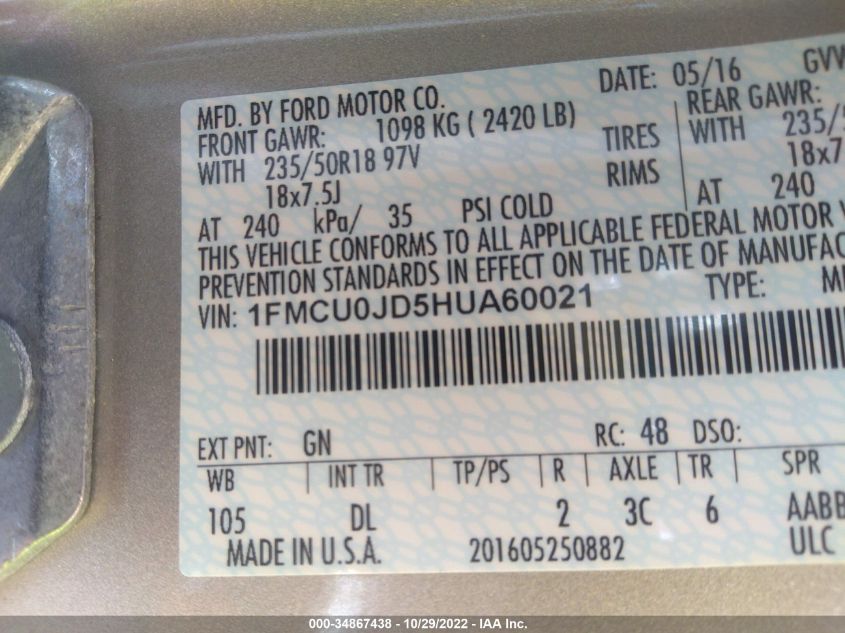 DATE: 05/16
MFD. BY FORD MOTOR CO.
FRONT GAWR: 1098 KG ( 2420 LB) REAR GAWR:
WITH 235/50R18 97V TIRES WITH
18x7.5J RIMS
AT 240 kPa/ 35 PSI COLD AT 240
THIS VEHICLE CONFORMS TO ALL APPLICABLE FEDERAL MOTOR
PREVENTION STANDARDS IN EFFECT ON THE DATE OF
VIN: 1FMCU0JD5HUA60021 TYPE:
EXT PNT: GN RC: 48 DSO:
WB INT TR TP/PS R AXLE TR SPR
105 DL 2 3C 6 AABB
MADE IN U.S.A. 201605250882 ULC
000-34867438 - 10/29/2022 - IAA Inc.